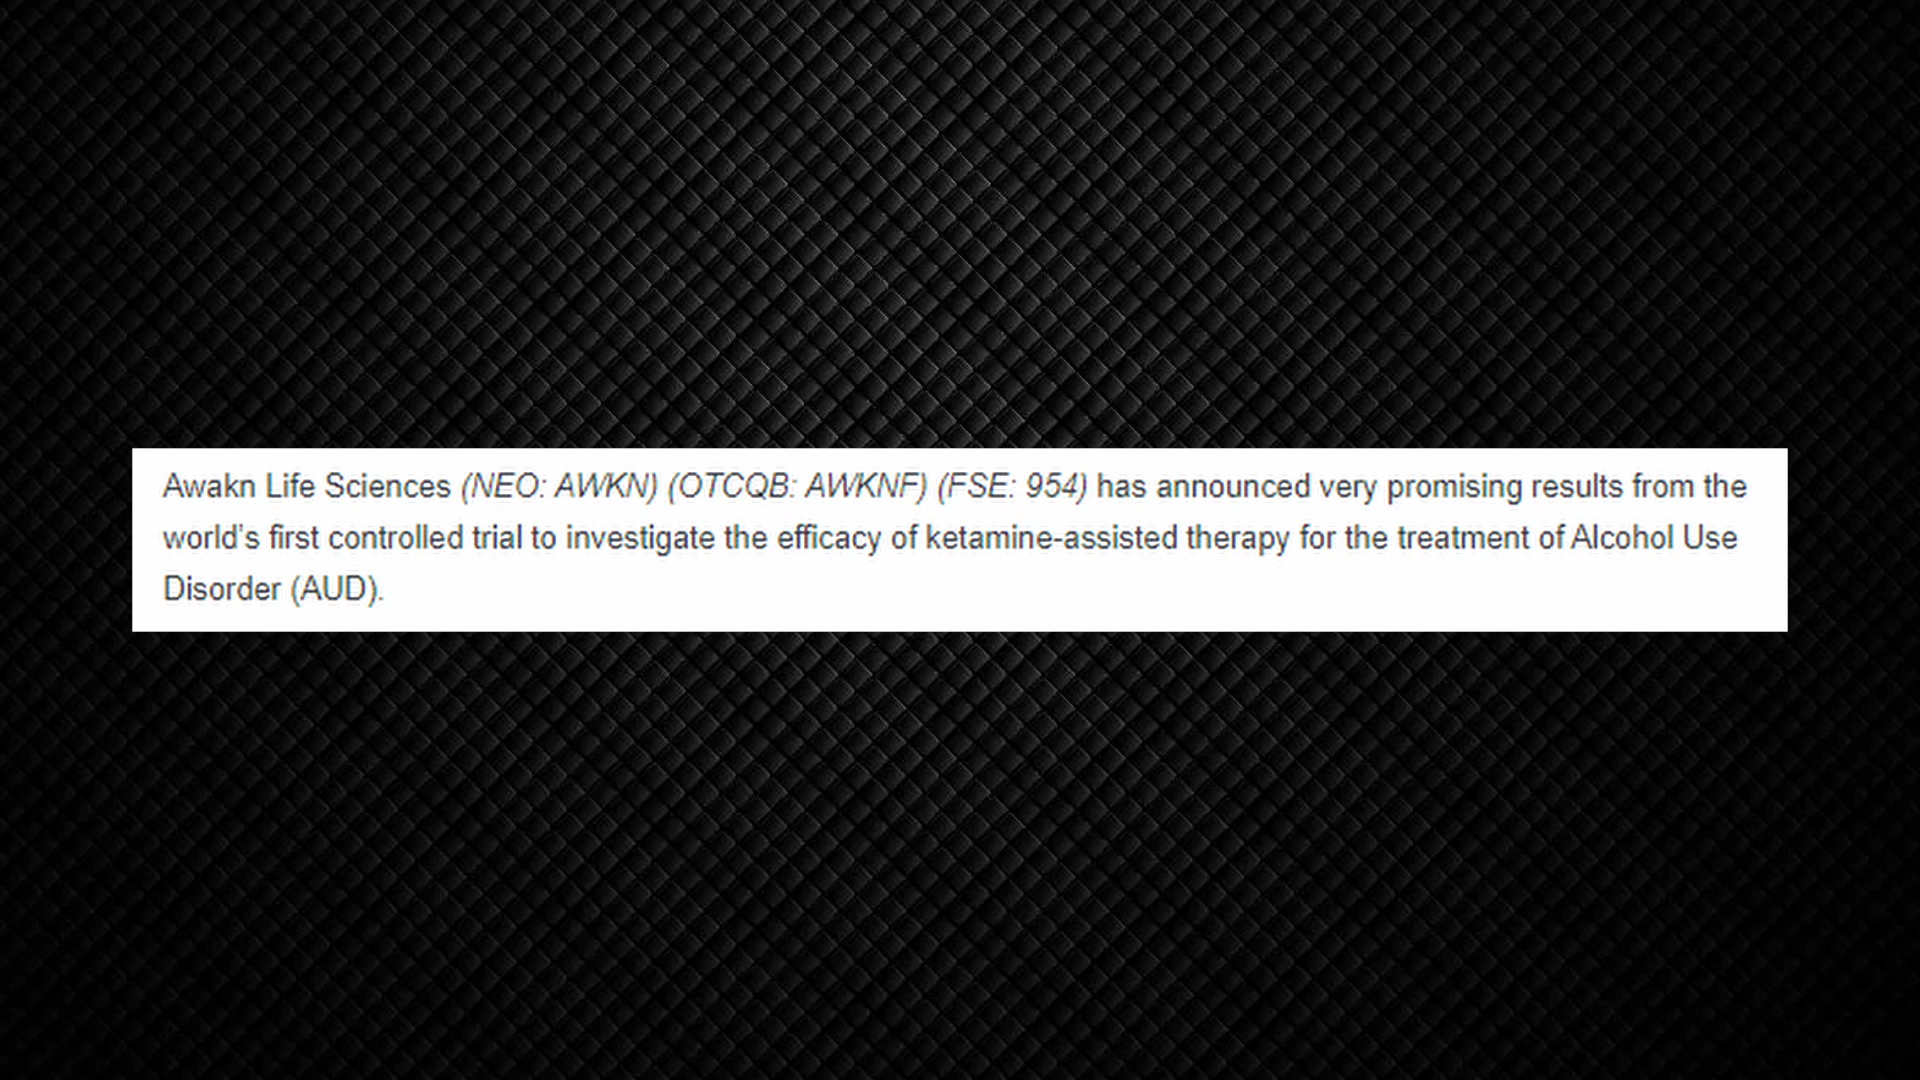 Awakn Life Sciences (NEO: AWKN) (OTCQB: AWKNF) (FSE: 954) has announced very promising results from the
world's first controlled trial to investigate the efficacy of ketamine-assisted therapy for the treatment of Alcohol Use
Disorder (AUD).